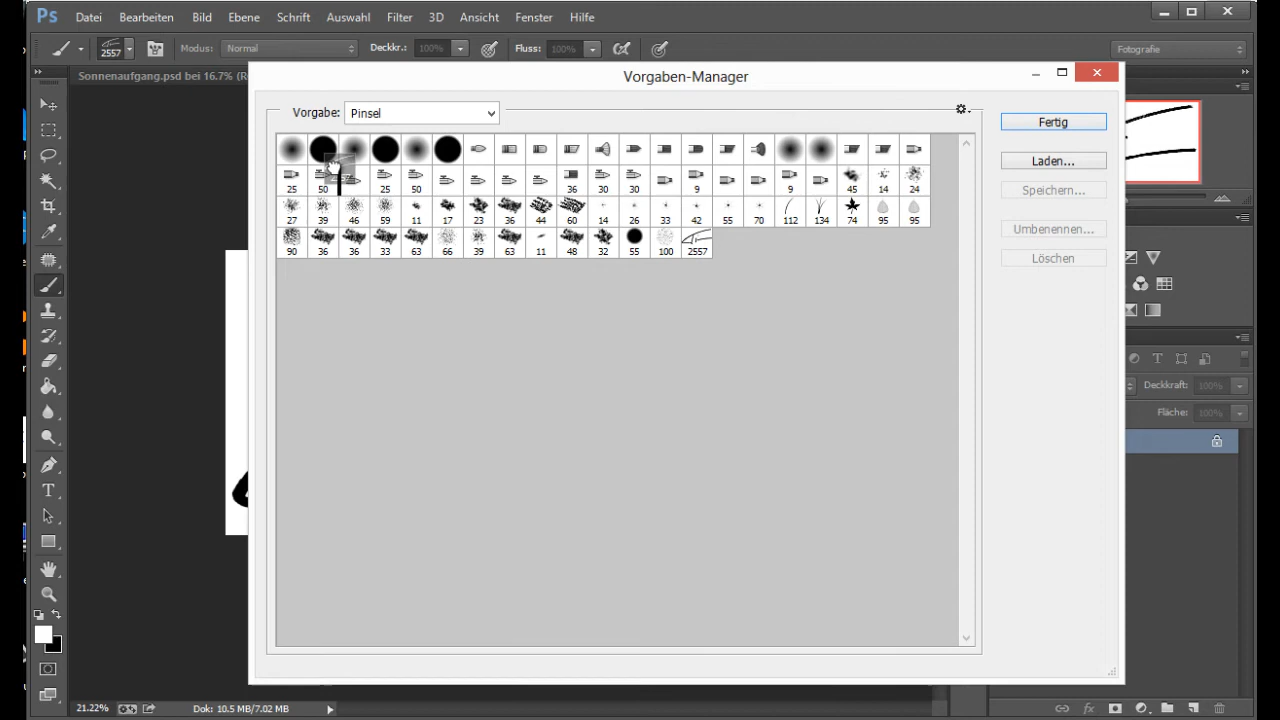 Ps Datei Bearbeiten Bild Ebene Schrift Auswahl Filter 3D Ansicht Fenster Hilfe
2557 Modus: Normal Deckkr.: 100% Fluss: 100% Fotografie
Sonnenaufgang.psd bei 16.7%
Vorgaben-Manager
Vorgabe: Pinsel
Fertig
Laden...
Speichern...
Umbenennen...
Löschen
25 50 25 50 36 30 30 9 9 45 14 24
27 39 46 59 11 17 23 36 44 60 14 26 33 42 55 70 112 134 74 95 95
90 36 36 33 63 66 39 63 11 48 32 55 100 2557
Deckkraft: 100%
Fläche: 100%
21.22% Dok: 10.5 MB/7.02 MB
fx